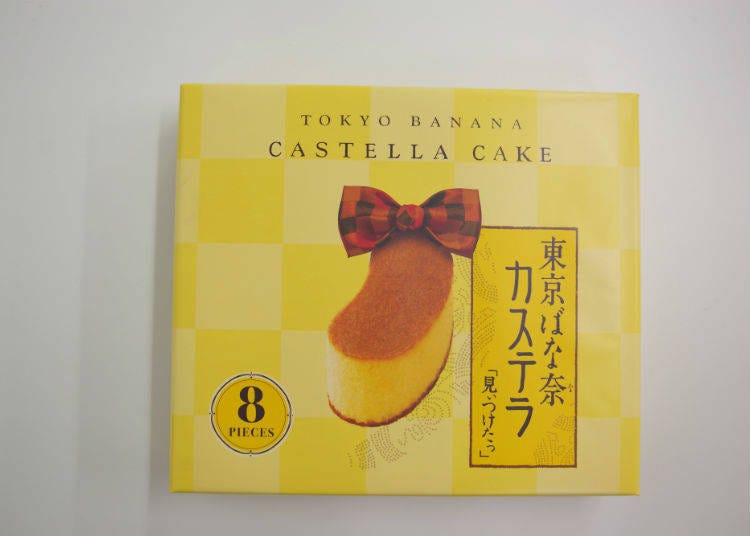 TOKYO BANANA
CASTELLA CAKE
東京ばな奈
カステラ
「見ぃつけたっ」
8
PIECES